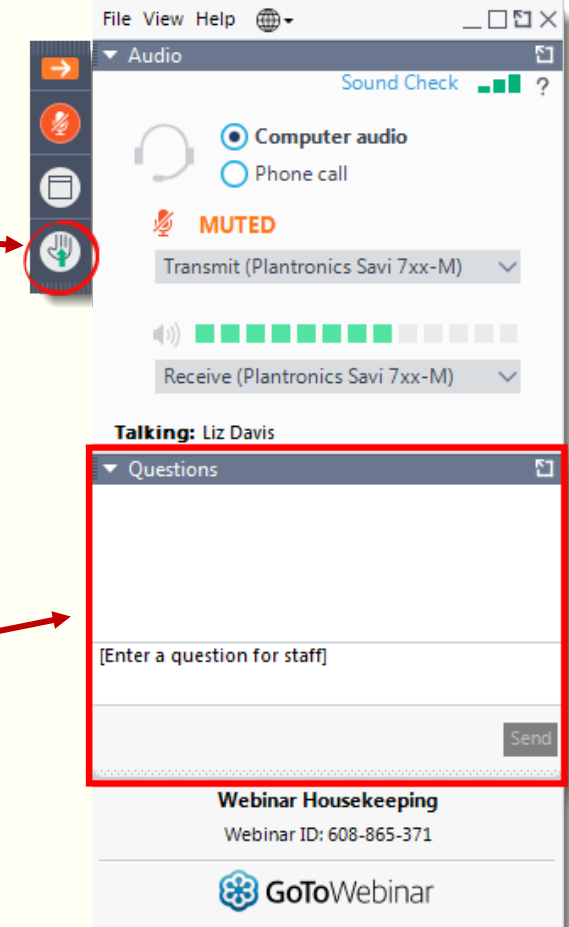 File View Help
Audio
Sound Check ?
Computer audio
Phone call
MUTED
Transmit (Plantronics Savi 7xx-M)
Receive (Plantronics Savi 7xx-M)
Talking: Liz Davis
Questions
[Enter a question for staff]
Send
Webinar Housekeeping
Webinar ID: 608-865-371
GoToWebinar